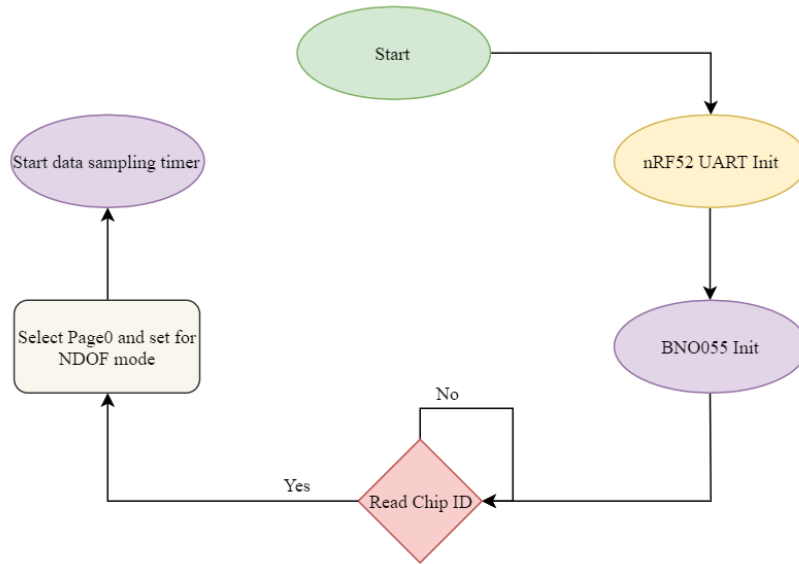 Start
nRF52 UART Init
BNO055 Init
No
Read Chip ID
Yes
Select Page0 and set for
NDOF mode
Start data sampling timer